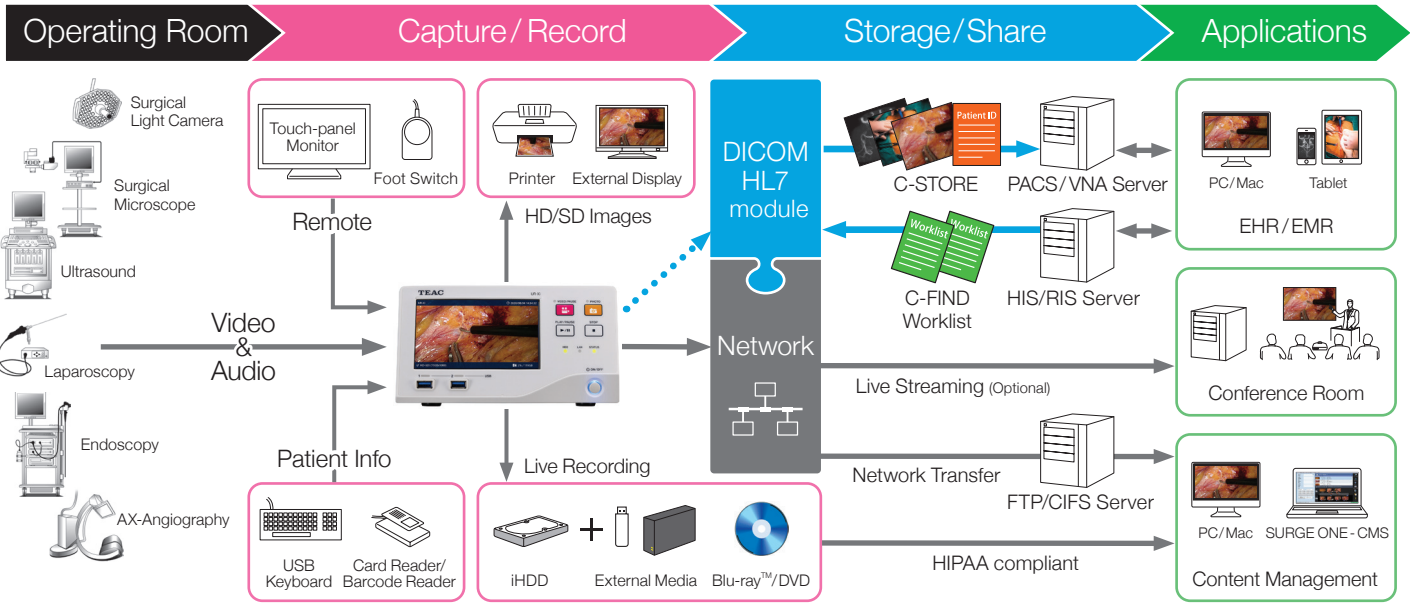 Operating Room
Capture / Record
Storage/Share
Applications
Surgical
Light Camera
Surgical
Microscope
Ultrasound
Laparoscopy
Endoscopy
AX-Angiography
Video
&
Audio
Touch-panel
Monitor
Foot Switch
Remote
Printer
External Display
HD/SD Images
TEAC
Patient Info
USB
Keyboard
Card Reader/
Barcode Reader
Live Recording
iHDD
External Media
Blu-ray™/DVD
DICOM
HL7
module
Network
Patient ID
C-STORE
PACS/VNA Server
Worklist
Worklist
C-FIND
Worklist
HIS/RIS Server
Live Streaming (Optional)
Network Transfer
FTP/CIFS Server
HIPAA compliant
PC/Mac
Tablet
EHR/EMR
Conference Room
PC/Mac
SURGE ONE-CMS
Content Management